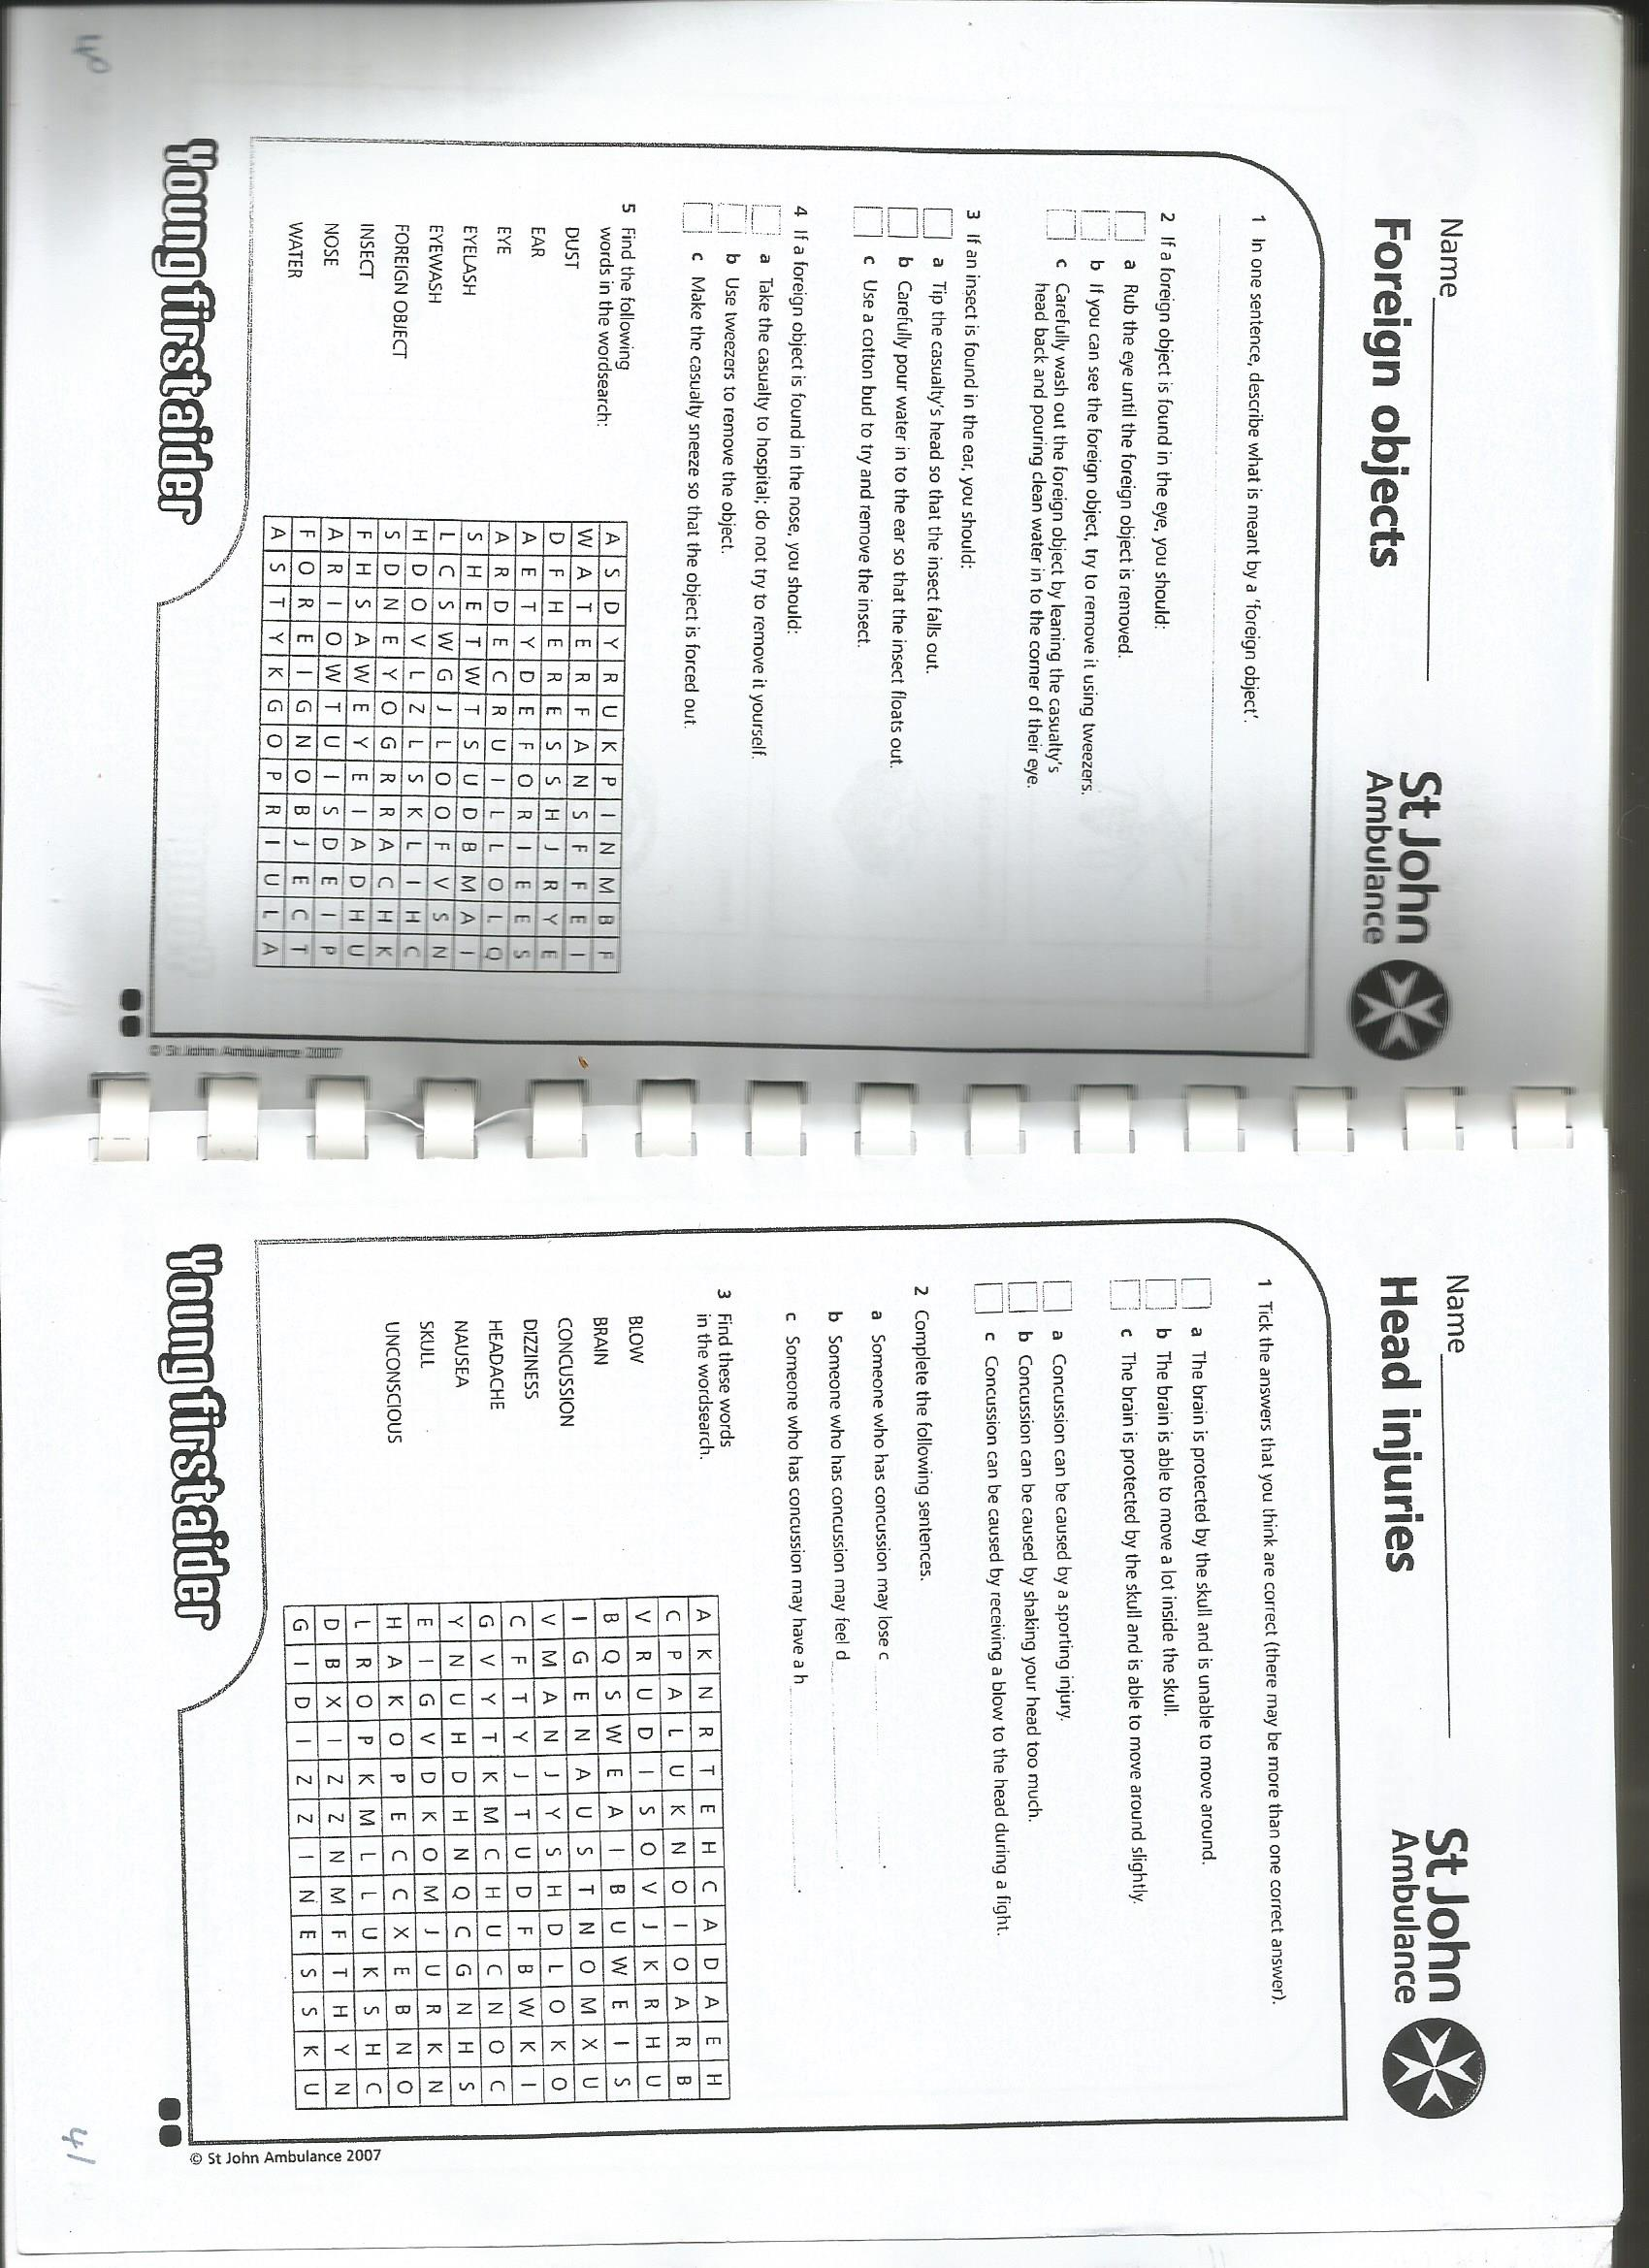 Name
Foreign objects
St John
Ambulance
1 In one sentence, describe what is meant by a 'foreign object'.
2 If a foreign object is found in the eye, you should:
a Rub the eye until the foreign object is removed.
b If you can see the foreign object, try to remove it using tweezers.
c Carefully wash out the foreign object by leaning the casualty's
head back and pouring clean water in to the corner of their eye.
3 If an insect is found in the ear, you should:
a Tip the casualty's head so that the insect falls out.
b Carefully pour water in to the ear so that the insect floats out.
c Use a cotton bud to try and remove the insect.
4 If a foreign object is found in the nose, you should:
a Take the casualty to hospital; do not try to remove it yourself.
b Use tweezers to remove the object.
c Make the casualty sneeze so that the object is forced out.
5 Find the following
words in the wordsearch:
DUST
EAR
EYE
EYELASH
EYEWASH
FOREIGN OBJECT
INSECT
NOSE
WATER
A S D Y R U K P I N M B F
W A T E R F A N S F F E I
D F H E R E S S H J R Y E
A E T Y D E F O R I E E S
A R D E C R U I L L O L Q
S H E T W T S U D B M A I
L C S W G J L O O F V S N
H D O V L Z L S K L I H C
S D N E Y O G R R A C H K
F H S A W E Y E I A D H U
A R I O W T U I S D E I P
F O R E I G N O B J E C T
A S T Y K G O P R I U L A
Young first aider
© St John Ambulance 2007
40
Name
Head injuries
St John
Ambulance
1 Tick the answers that you think are correct (there may be more than one correct answer).
a The brain is protected by the skull and is unable to move around.
b The brain is able to move a lot inside the skull.
c The brain is protected by the skull and is able to move around slightly.
a Concussion can be caused by a sporting injury.
b Concussion can be caused by shaking your head too much.
c Concussion can be caused by receiving a blow to the head during a fight.
2 Complete the following sentences.
a Someone who has concussion may lose c .
b Someone who has concussion may feel d .
c Someone who has concussion may have a h .
3 Find these words
in the wordsearch.
BLOW
BRAIN
CONCUSSION
DIZZINESS
HEADACHE
NAUSEA
SKULL
UNCONSCIOUS
A K N R T E H C A D A E H
C P A L U K N O I O A R B
V R U D I S O V J K R H U
B Q S W E A I B U W E I S
I G E N A U S T N O M X U
V M A N J Y S H D L O K O
C F T Y J T U D F B W K I
G V Y T K M C H U C N O C
Y N U H D H N Q C G N H S
E I G V D K O M J U R K N
H A K O P E C C X E B N O
L R O P K M L L U K S H C
D B X I Z Z N M F T H Y N
G I D I Z Z I N E S S K U
Young first aider
© St John Ambulance 2007
41